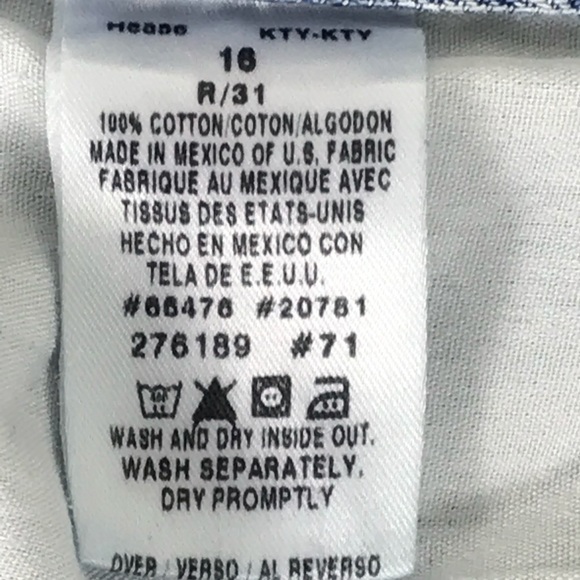 KTY-KTY
16
R/31
100% COTTON/COTON/ALGODON
MADE IN MEXICO OF U.S. FABRIC
FABRIQUE AU MEXIQUE AVEC
TISSUS DES ETATS-UNIS
HECHO EN MEXICO CON
TELA DE E.E.U.U.
#66476 #20781
276189 #71
WASH AND DRY INSIDE OUT.
WASH SEPARATELY.
DRY PROMPTLY
OVER / VERSO / AL REVERSO